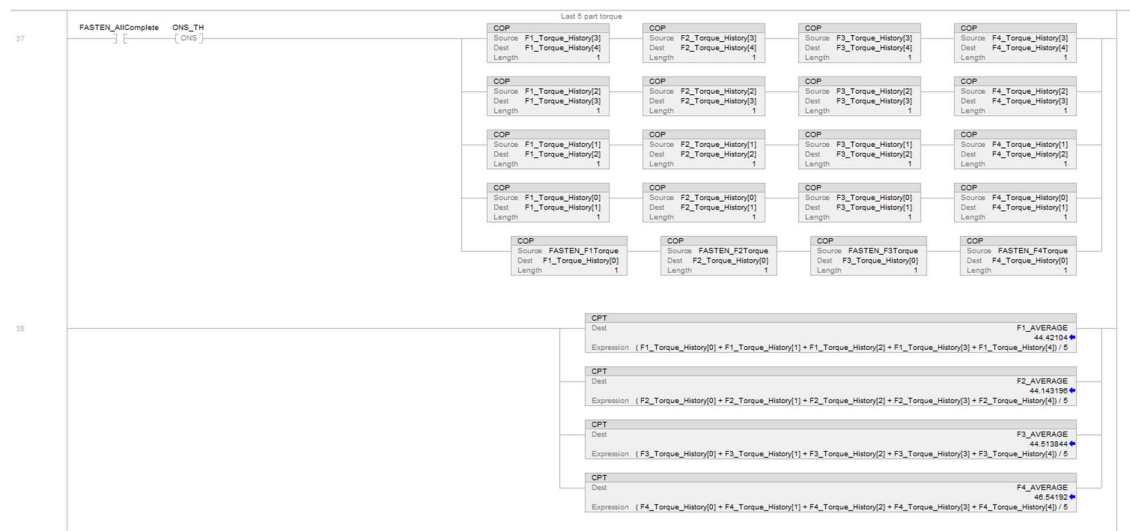 Last 5 part torque
FASTEN_AllComplete ONS_TH
37
ONS
COP COP COP COP
Source F1_Torque_History[3] Source F2_Torque_History[3] Source F3_Torque_History[3] Source F4_Torque_History[3]
Dest F1_Torque_History[4] Dest F2_Torque_History[4] Dest F3_Torque_History[4] Dest F4_Torque_History[4]
Length 1 Length 1 Length 1 Length 1
COP COP COP COP
Source F1_Torque_History[2] Source F2_Torque_History[2] Source F3_Torque_History[2] Source F4_Torque_History[2]
Dest F1_Torque_History[3] Dest F2_Torque_History[3] Dest F3_Torque_History[3] Dest F4_Torque_History[3]
Length 1 Length 1 Length 1 Length 1
COP COP COP COP
Source F1_Torque_History[1] Source F2_Torque_History[1] Source F3_Torque_History[1] Source F4_Torque_History[1]
Dest F1_Torque_History[2] Dest F2_Torque_History[2] Dest F3_Torque_History[2] Dest F4_Torque_History[2]
Length 1 Length 1 Length 1 Length 1
COP COP COP COP
Source F1_Torque_History[0] Source F2_Torque_History[0] Source F3_Torque_History[0] Source F4_Torque_History[0]
Dest F1_Torque_History[1] Dest F2_Torque_History[1] Dest F3_Torque_History[1] Dest F4_Torque_History[1]
Length 1 Length 1 Length 1 Length 1
COP COP COP COP
Source FASTEN_F1Torque Source FASTEN_F2Torque Source FASTEN_F3Torque Source FASTEN_F4Torque
Dest F1_Torque_History[0] Dest F2_Torque_History[0] Dest F3_Torque_History[0] Dest F4_Torque_History[0]
Length 1 Length 1 Length 1 Length 1
38
CPT
Dest F1_AVERAGE
44.42104
Expression ( F1_Torque_History[0] + F1_Torque_History[1] + F1_Torque_History[2] + F1_Torque_History[3] + F1_Torque_History[4]) / 5
CPT
Dest F2_AVERAGE
44.143196
Expression ( F2_Torque_History[0] + F2_Torque_History[1] + F2_Torque_History[2] + F2_Torque_History[3] + F2_Torque_History[4]) / 5
CPT
Dest F3_AVERAGE
44.513844
Expression ( F3_Torque_History[0] + F3_Torque_History[1] + F3_Torque_History[2] + F3_Torque_History[3] + F3_Torque_History[4]) / 5
CPT
Dest F4_AVERAGE
46.54192
Expression ( F4_Torque_History[0] + F4_Torque_History[1] + F4_Torque_History[2] + F4_Torque_History[3] + F4_Torque_History[4]) / 5